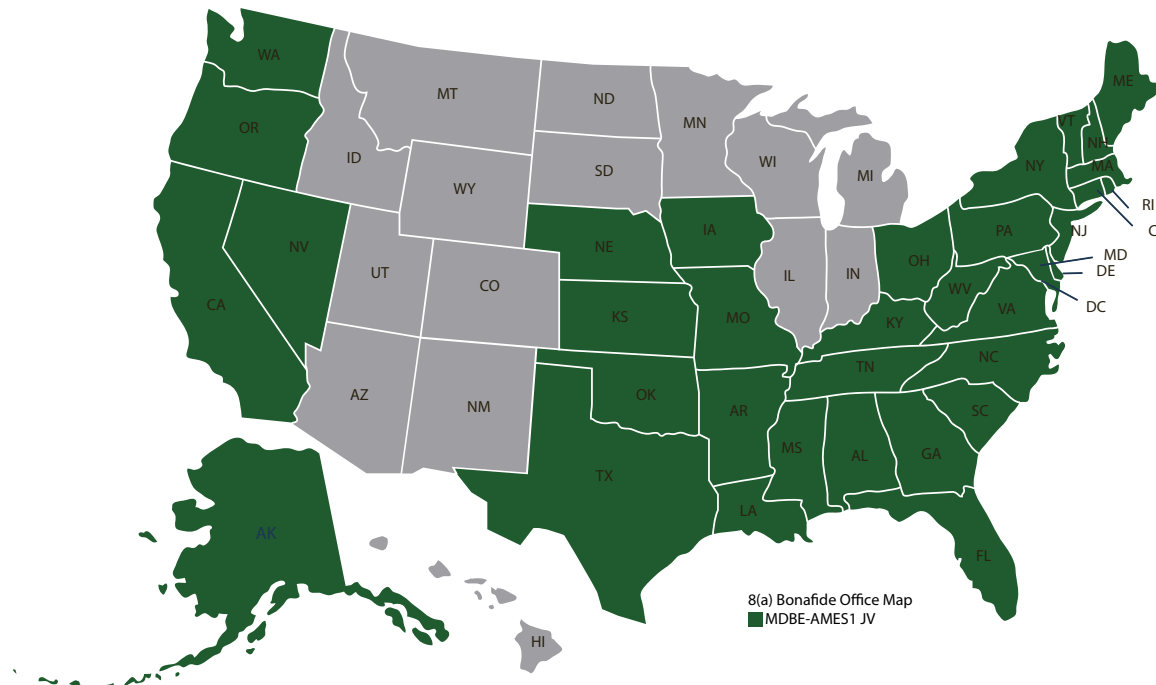 WA
OR
CA
NV
ID
MT
WY
UT
CO
AZ
NM
ND
SD
NE
KS
OK
TX
MN
IA
MO
AR
LA
WI
IL
MI
IN
OH
KY
TN
MS
AL
GA
FL
SC
NC
VA
WV
PA
NY
VT
NH
ME
MA
RI
C
NJ
MD
DE
DC
AK
HI
8(a) Bonafide Office Map
MDBE-AMES1 JV